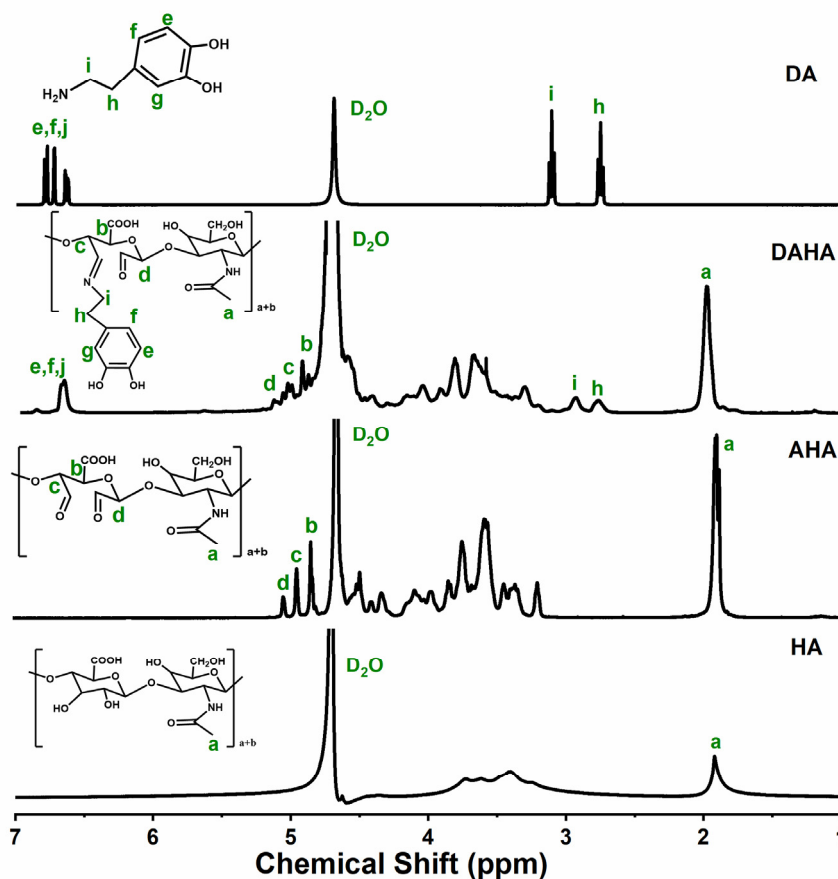 f
e
OH
i
DA
H₂N
h
g
OH
D₂O
i
h
e,f,j
COOH
HO
CH₂OH
b
O
O
O
c
O
d
O
NH
N
O
a
a+b
i
h
f
g
e
HO
OH
D₂O
DAHA
a
e,f,j
d
c
b
i
h
COOH
HO
CH₂OH
b
O
O
O
c
O
O
d
O
NH
O
a
a+b
D₂O
AHA
a
d
c
b
COOH
HO
CH₂OH
O
O
O
O
HO
OH
NH
O
a
a+b
D₂O
HA
a
7 6 5 4 3 2 1
Chemical Shift (ppm)